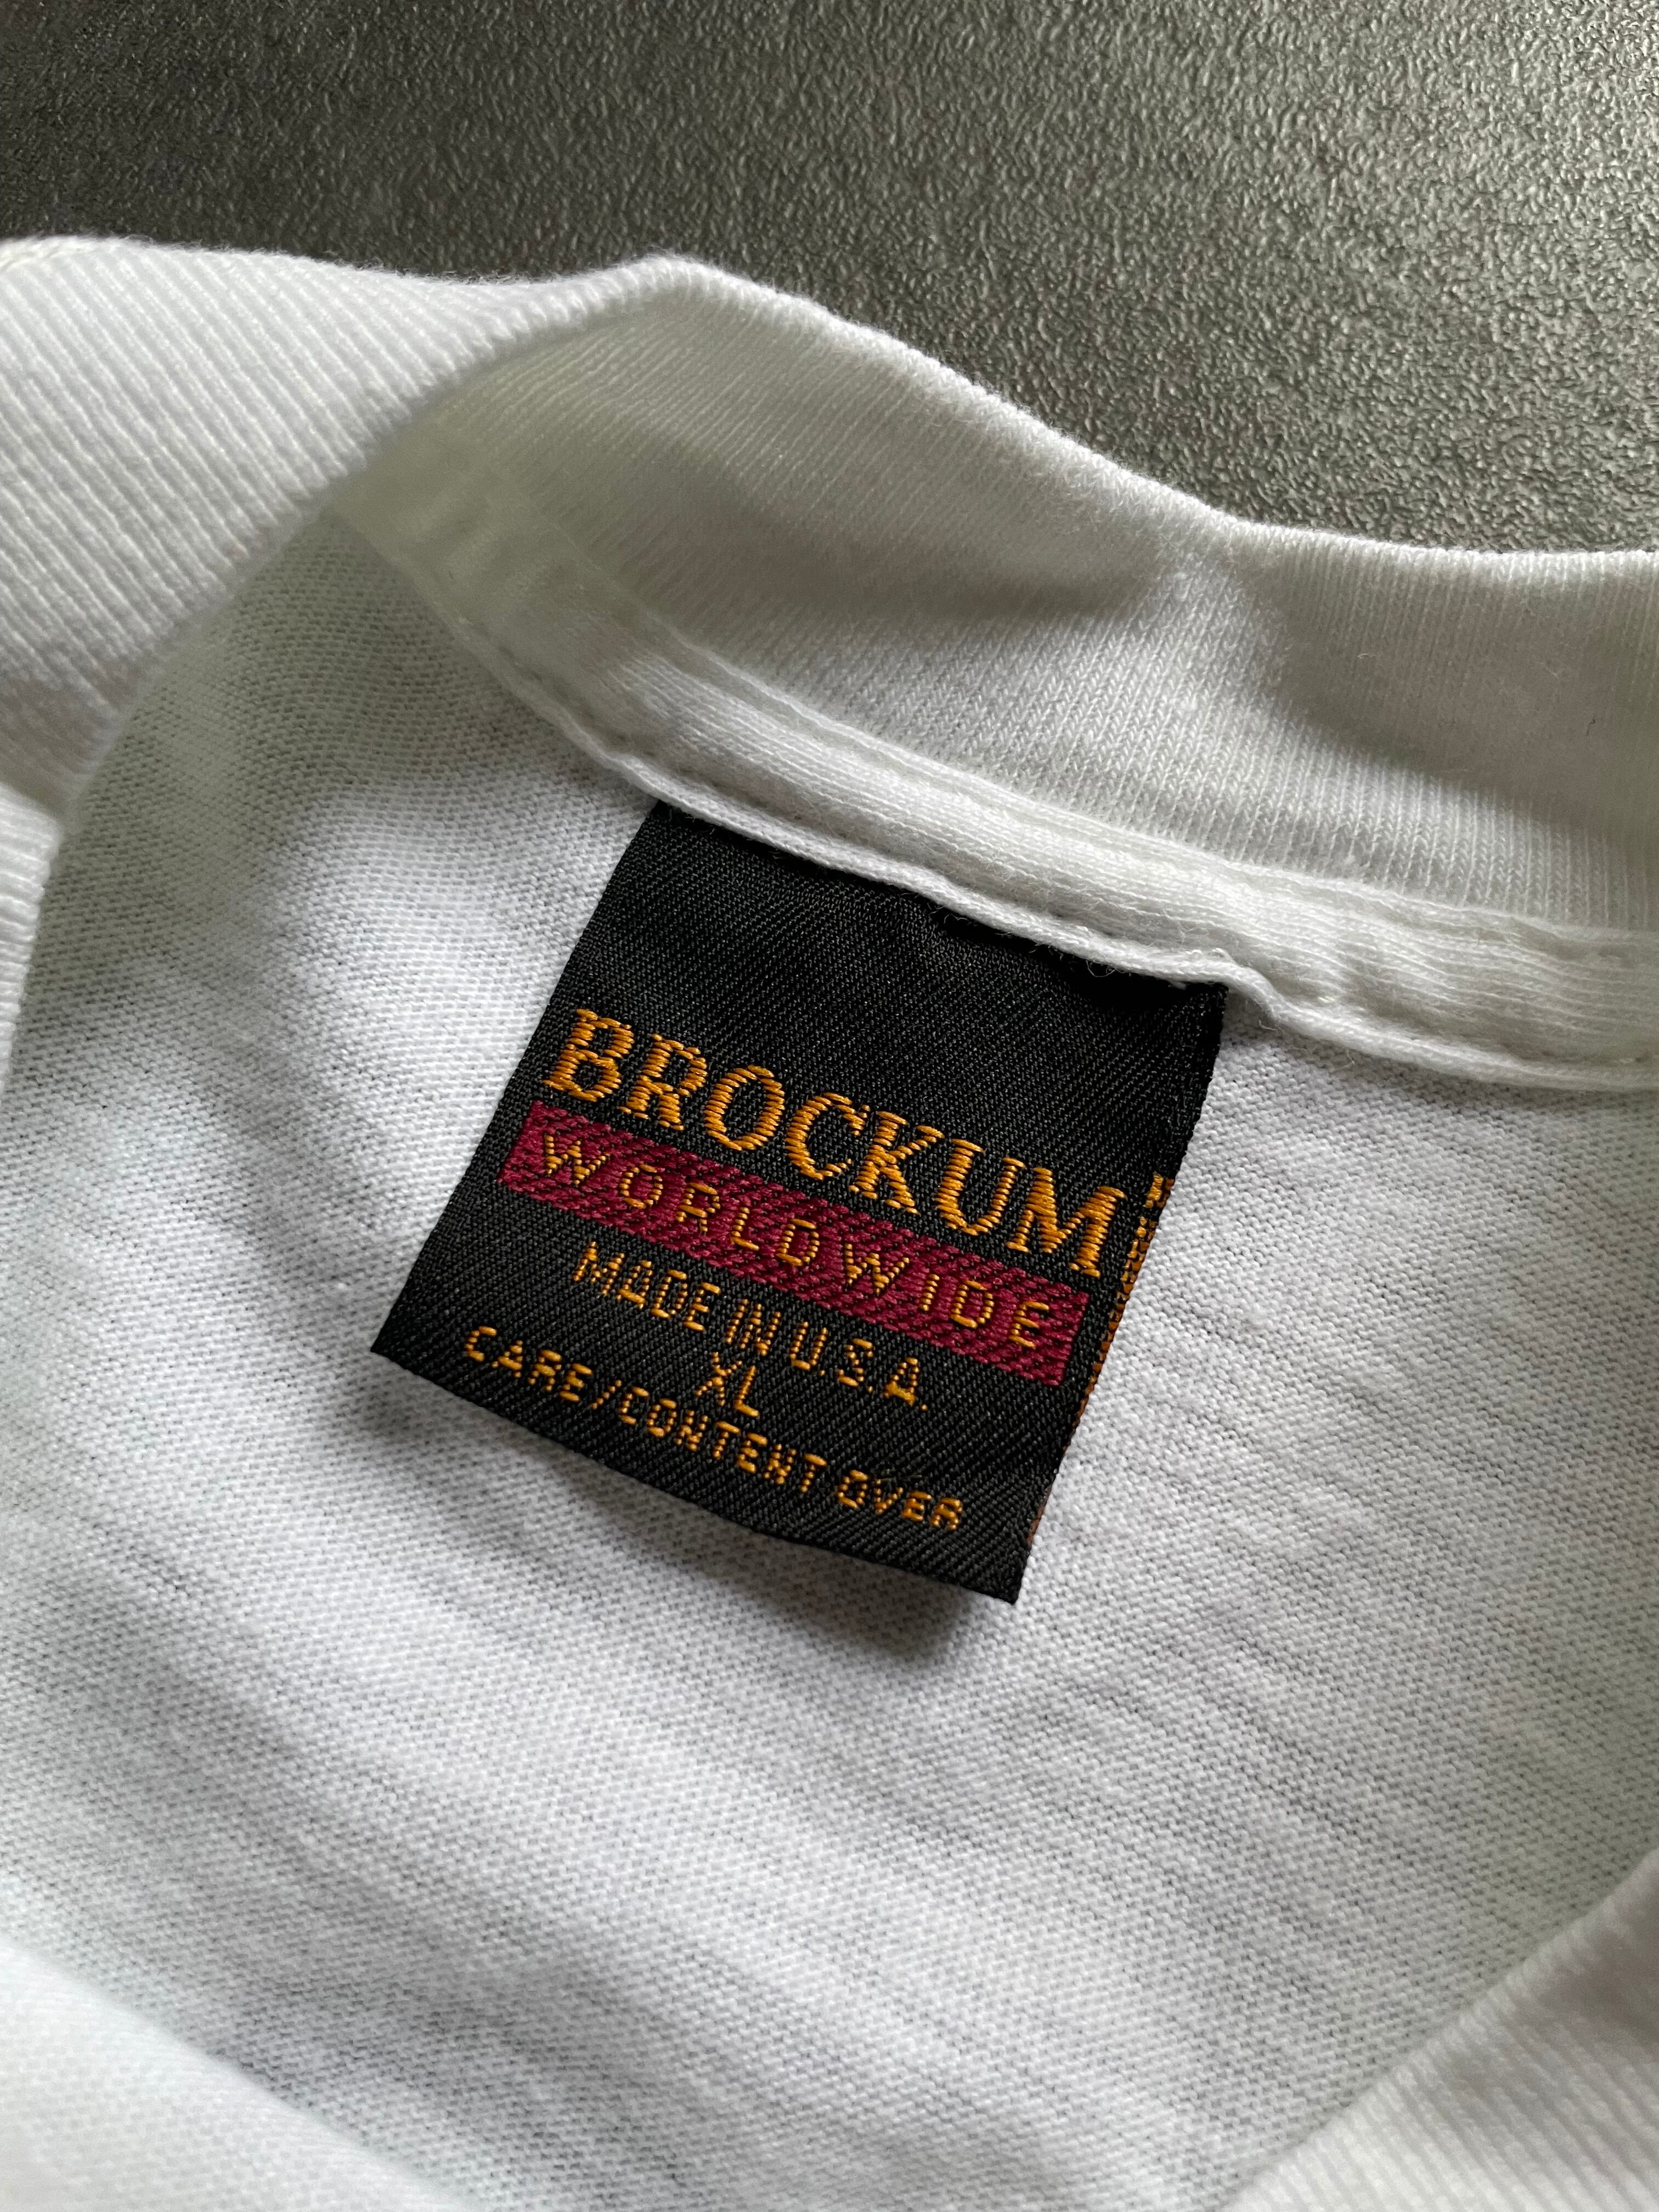 BROCKUM
WORLDWIDE
MADE IN U.S.A.
XL
CARE/CONTENT OVER